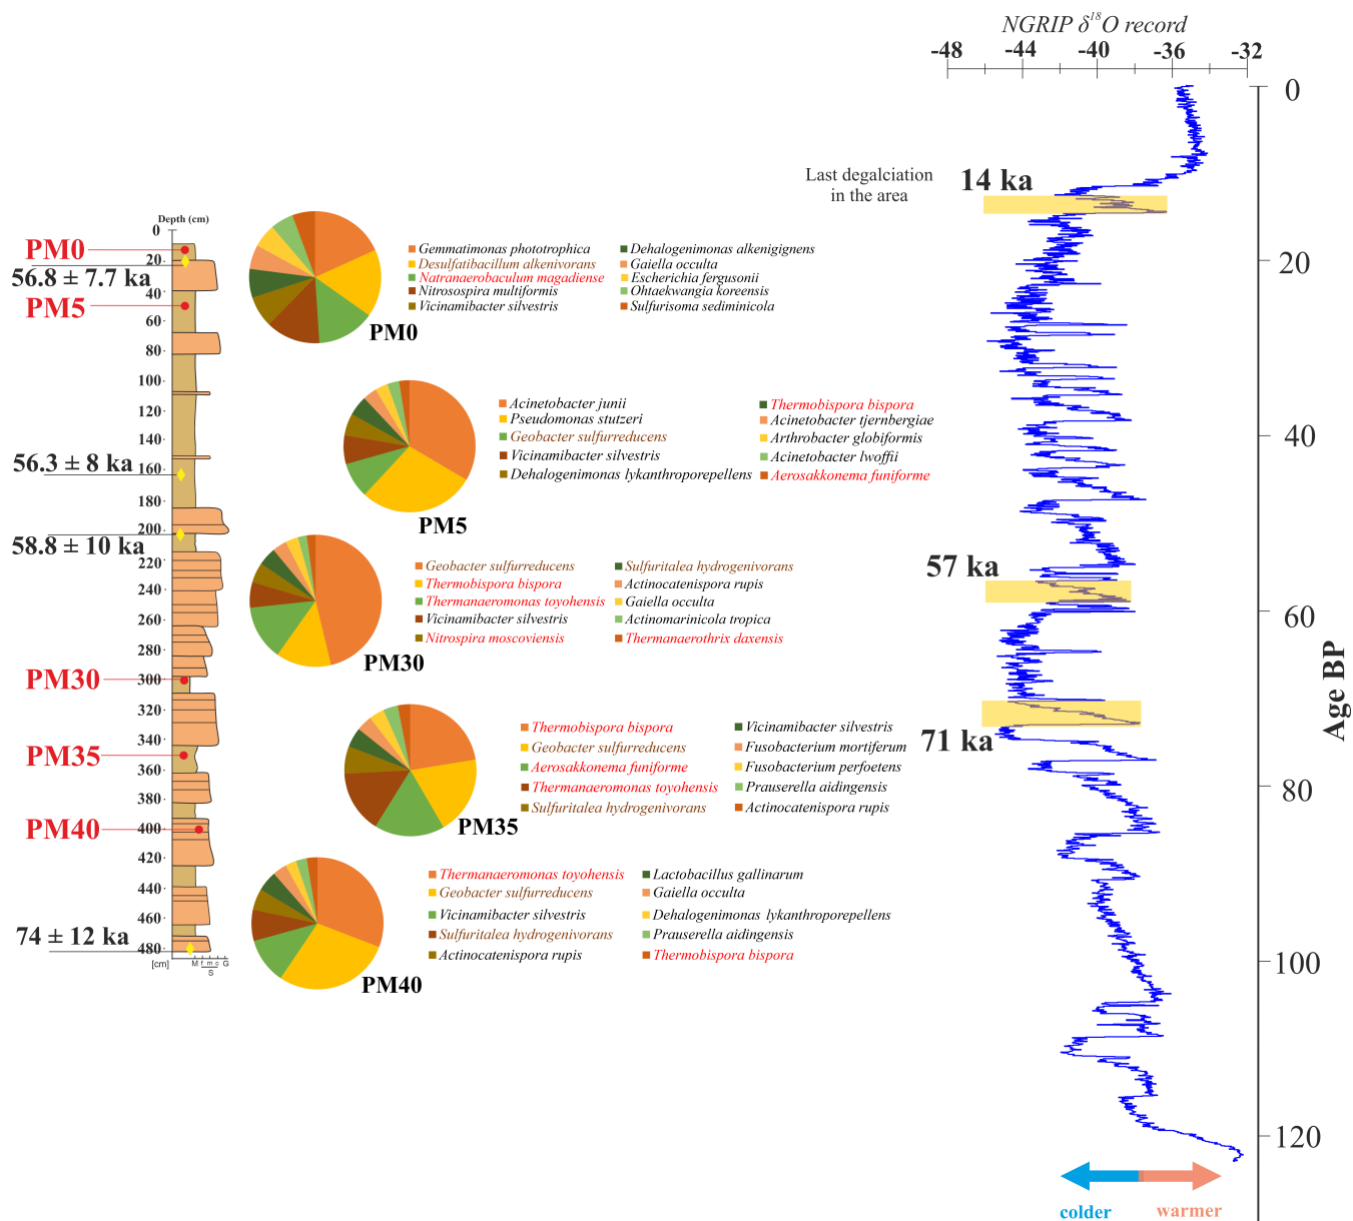 NGRIP δ18O record
-48 -44 -40 -36 -32
0
20
40
60
80
100
120
Age BP
Last degalciation
in the area
14 ka
57 ka
71 ka
colder warmer
Depth (cm)
0
20
40
60
80
100
120
140
160
180
200
220
240
260
280
300
320
340
360
380
400
420
440
460
480
[cm] M f m c G
S
PM0
56.8 ± 7.7 ka
PM5
56.3 ± 8 ka
58.8 ± 10 ka
PM30
PM35
PM40
74 ± 12 ka
Gemmatimonas phototrophica
Desulfatibacillum alkenivorans
Natranaerobaculum magadiense
Nitrosospira multiformis
Vicinamibacter silvestris
Dehalogenimonas alkenigignens
Gaiella occulta
Escherichia fergusonii
Ohtaekwangia koreensis
Sulfurisoma sediminicola
PM0
Acinetobacter junii
Pseudomonas stutzeri
Geobacter sulfurreducens
Vicinamibacter silvestris
Dehalogenimonas lykanthroporepellens
Thermobispora bispora
Acinetobacter tjernbergiae
Arthrobacter globiformis
Acinetobacter lwoffii
Aerosakkonema funiforme
PM5
Geobacter sulfurreducens
Thermobispora bispora
Thermanaeromonas toyohensis
Vicinamibacter silvestris
Nitrospira moscoviensis
Sulfuritalea hydrogenivorans
Actinocatenispora rupis
Gaiella occulta
Actinomarinicola tropica
Thermanaerothrix daxensis
PM30
Thermobispora bispora
Geobacter sulfurreducens
Aerosakkonema funiforme
Thermanaeromonas toyohensis
Sulfuritalea hydrogenivorans
Vicinamibacter silvestris
Fusobacterium mortiferum
Fusobacterium perfoetens
Prauserella aidingensis
Actinocatenispora rupis
PM35
Thermanaeromonas toyohensis
Geobacter sulfurreducens
Vicinamibacter silvestris
Sulfuritalea hydrogenivorans
Actinocatenispora rupis
Lactobacillus gallinarum
Gaiella occulta
Dehalogenimonas lykanthroporepellens
Prauserella aidingensis
Thermobispora bispora
PM40